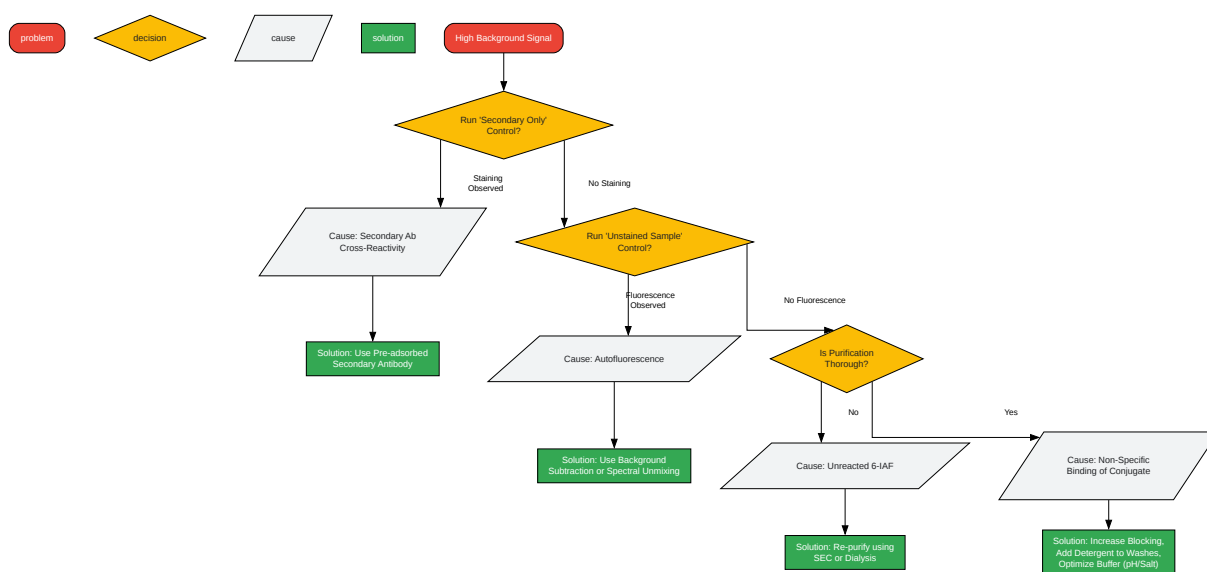 problem
decision
cause
solution
High Background Signal
Run 'Secondary Only'
Control?
Staining
Observed
No Staining
Cause: Secondary Ab
Cross-Reactivity
Run 'Unstained Sample'
Control?
Fluorescence
Observed
No Fluorescence
Solution: Use Pre-adsorbed
Secondary Antibody
Cause: Autofluorescence
Is Purification
Thorough?
No
Yes
Solution: Use Background
Subtraction or Spectral Unmixing
Cause: Unreacted 6-IAF
Cause: Non-Specific
Binding of Conjugate
Solution: Re-purify using
SEC or Dialysis
Solution: Increase Blocking,
Add Detergent to Washes,
Optimize Buffer (pH/Salt)